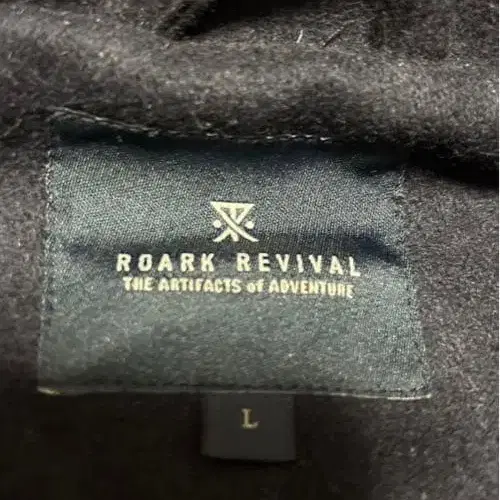 ROARK REVIVAL
THE ARTIFACTS of ADVENTURE
L